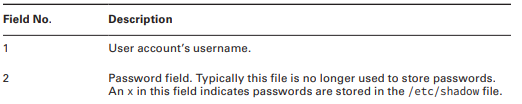 Field No. Description
1 User account's username.
2 Password field. Typically this file is no longer used to store passwords.
An x in this field indicates passwords are stored in the /etc/shadow file.